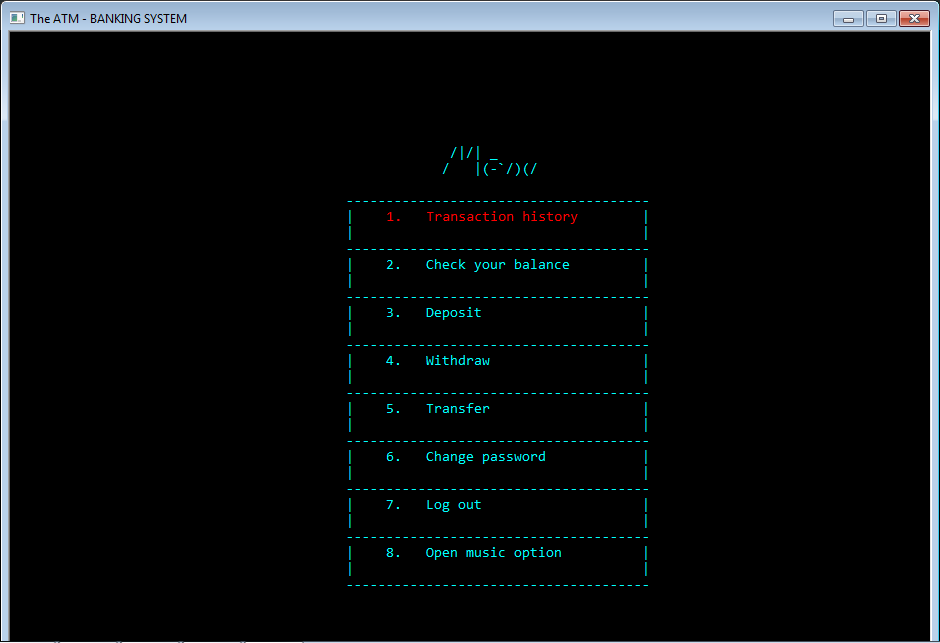 The ATM - BANKING SYSTEM
/|/| _
/   |(-`/)(/
1.   Transaction history
2.   Check your balance
3.   Deposit
4.   Withdraw
5.   Transfer
6.   Change password
7.   Log out
8.   Open music option